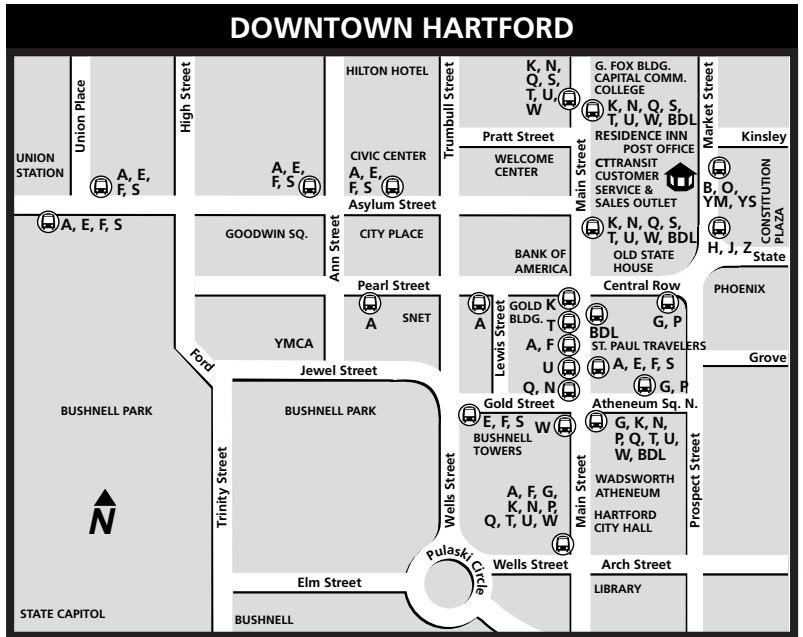 DOWNTOWN HARTFORD
Union Place
High Street
HILTON HOTEL
Trumbull Street
K, N,
Q, S,
T, U,
W
G. FOX BLDG.
CAPITAL COMM.
COLLEGE
Market Street
K, N, Q, S,
T, U, W, BDL
Pratt Street
Main Street
RESIDENCE INN
POST OFFICE
Kinsley
UNION
STATION
A, E,
F, S
A, E,
F, S
CIVIC CENTER
A, E,
F, S
WELCOME
CENTER
CTTRANSIT
CUSTOMER
SERVICE &
SALES OUTLET
B, O,
YM, YS
CONSTITUTION
PLAZA
Asylum Street
A, E, F, S
GOODWIN SQ.
Ann Street
CITY PLACE
K, N, Q, S,
T, U, W, BDL
H, J, Z
BANK OF
AMERICA
OLD STATE
HOUSE
State
Pearl Street
Central Row
PHOENIX
A
SNET
A
Lewis Street
GOLD
BLDG.
K
T
BDL
G, P
YMCA
A, F
ST. PAUL TRAVELERS
Ford
Jewel Street
U
A, E, F, S
Grove
Q, N
G, P
BUSHNELL PARK
BUSHNELL PARK
Gold Street
Atheneum Sq. N.
E, F, S
W
G, K, N,
P, Q, T, U,
W, BDL
BUSHNELL
TOWERS
Trinity Street
Wells Street
Main Street
Prospect Street
WADSWORTH
ATHENEUM
N
A, F, G,
K, N, P,
Q, T, U, W
HARTFORD
CITY HALL
Pulaski Circle
Wells Street
Arch Street
Elm Street
LIBRARY
STATE CAPITOL
BUSHNELL